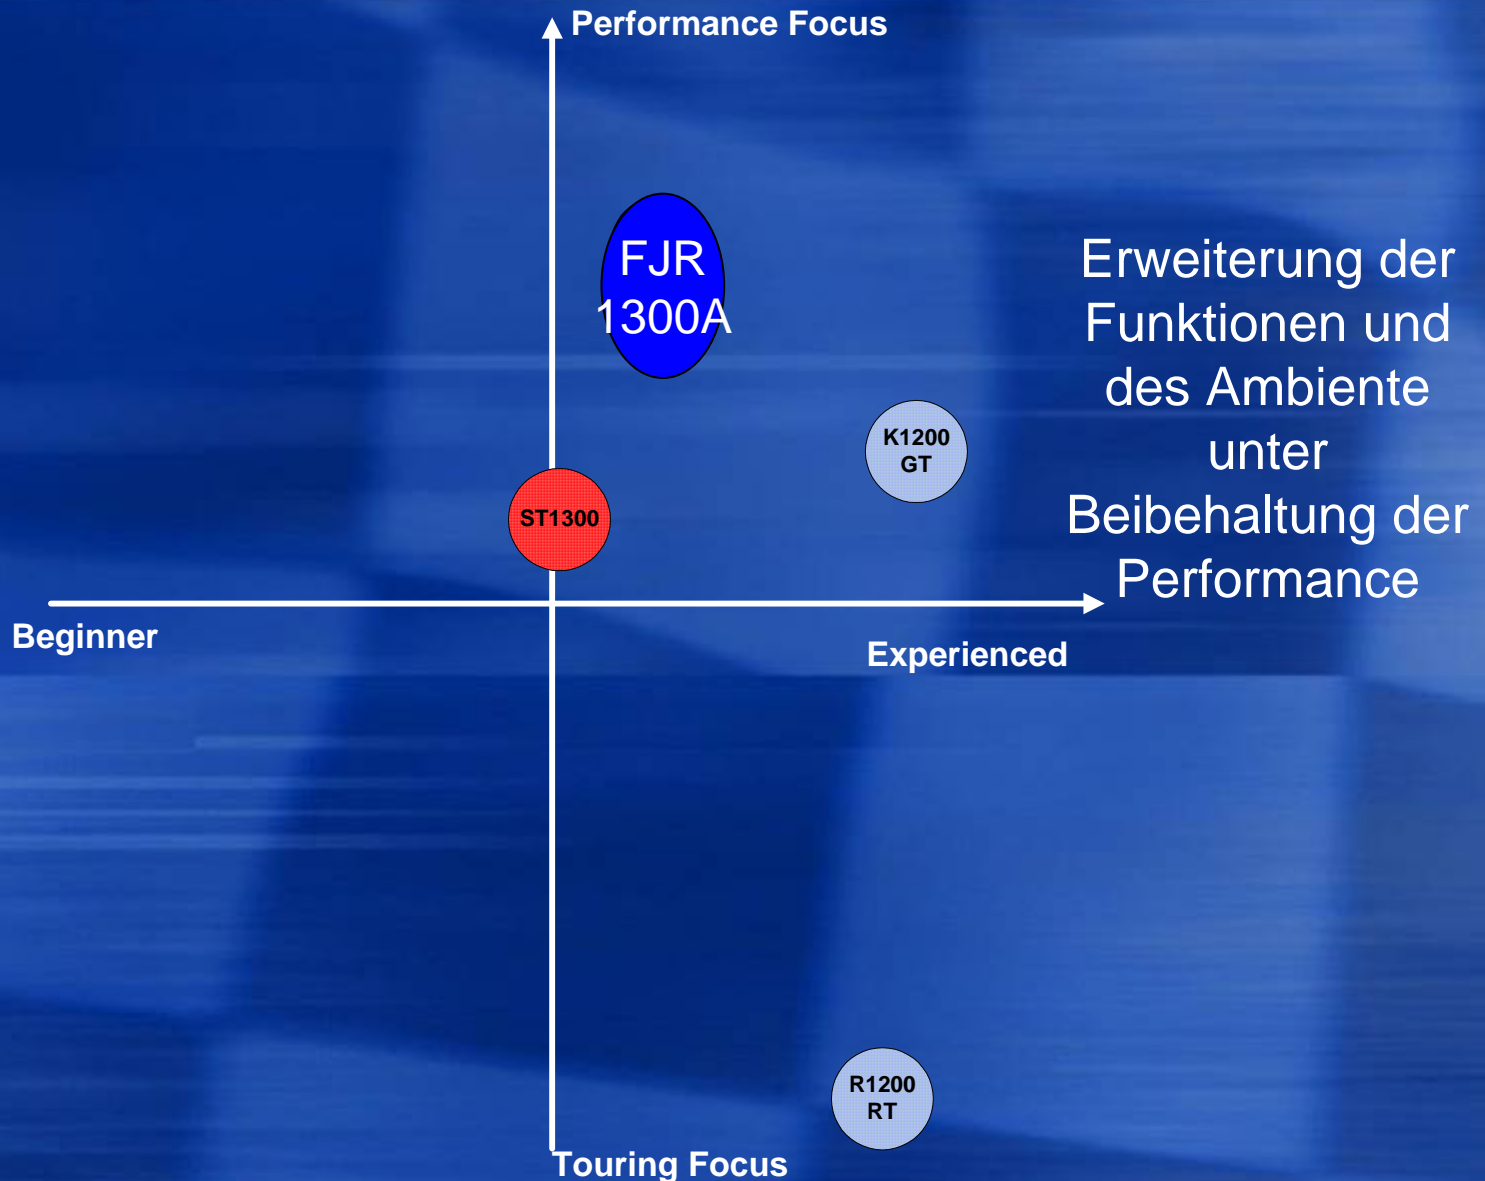 Performance Focus
FJR
1300A
Erweiterung der
Funktionen und
des Ambiente
unter
Beibehaltung der
Performance
K1200
GT
ST1300
Beginner
Experienced
R1200
RT
Touring Focus